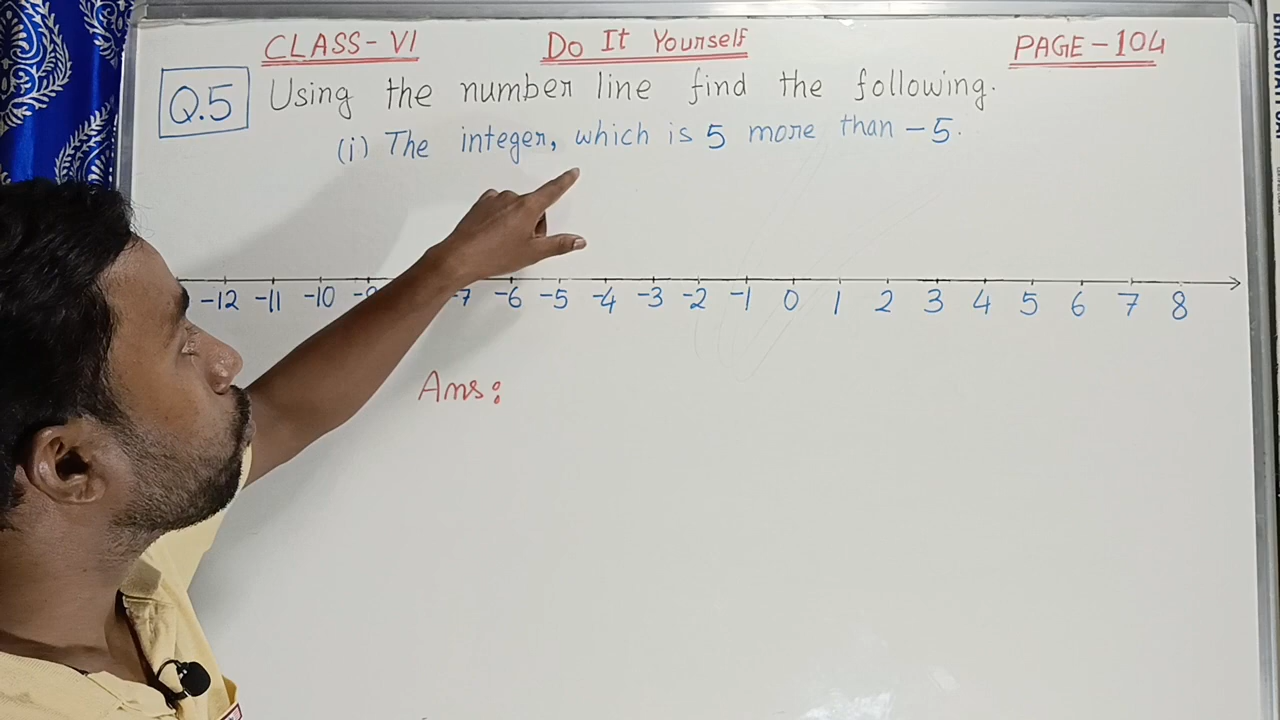 CLASS-VI Do It Yourself PAGE-104
Q.5 Using the number line find the following.
(i) The integer, which is 5 more than -5.
-12 -11 -10 -9 -7 -6 -5 -4 -3 -2 -1 0 1 2 3 4 5 6 7 8
Ans: